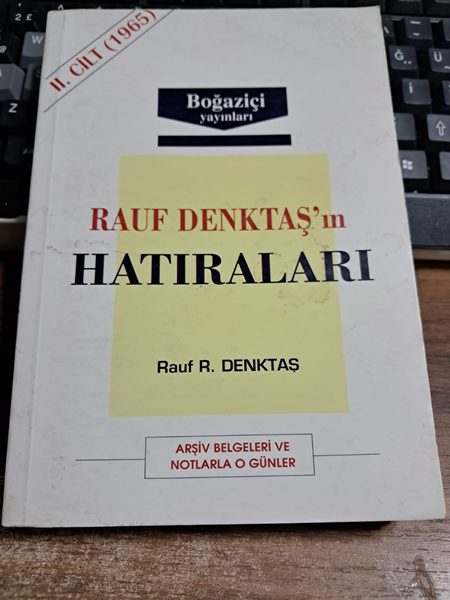 II. CİLT (1965)
Boğaziçi
yayınları
RAUF DENKTAŞ'ın
HATIRALARI
Rauf R. DENKTAŞ
ARŞİV BELGELERİ VE
NOTLARLA O GÜNLER